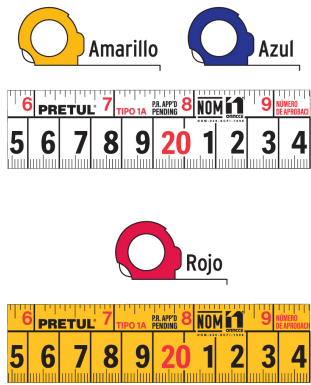 Amarillo Azul
6 PRETUL® 7 TIPO 1A P.R. APP'D PENDING 8 NOM 9 NÚMERO DE APROBACI
5 6 7 8 9 20 1 2 3 4
Rojo
6 PRETUL® 7 TIPO 1A P.R. APP'D PENDING 8 NOM 9 NÚMERO DE APROBACI
5 6 7 8 9 20 1 2 3 4